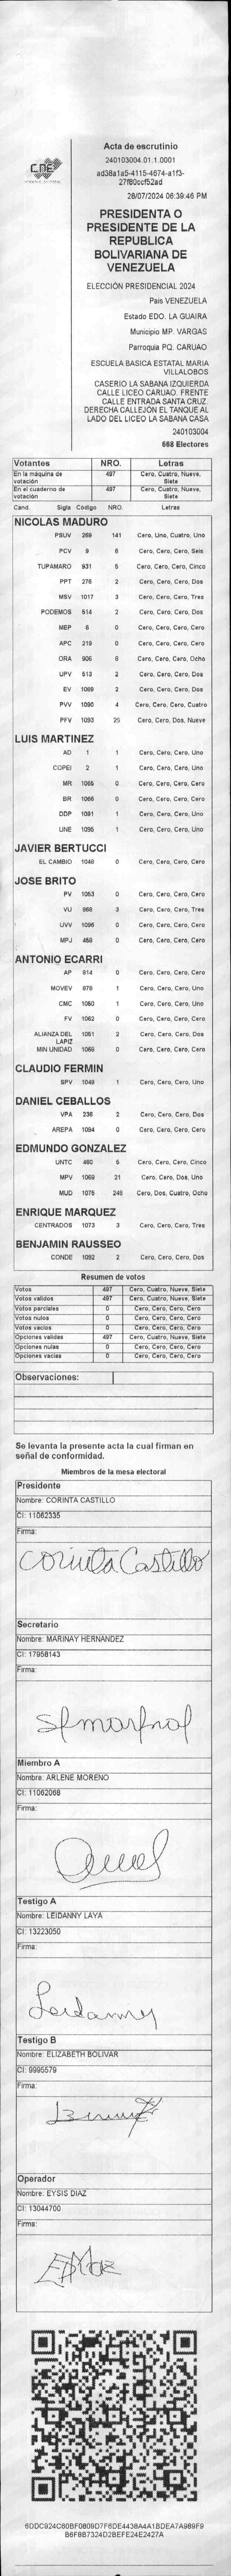 CNE
Acta de escrutinio
240103004.01.1.0001
ad38a1a5-4115-4674-a1f3-
27f80ccf52ad
28/07/2024 06:39:46 PM
PRESIDENTA O
PRESIDENTE DE LA
REPUBLICA
BOLIVARIANA DE
VENEZUELA
ELECCIÓN PRESIDENCIAL 2024
País VENEZUELA
Estado EDO. LA GUAIRA
Municipio MP. VARGAS
Parroquia PQ. CARUAO
ESCUELA BASICA ESTATAL MARIA
VILLALOBOS
CASERIO LA SABANA IZQUIERDA
CALLE LICEO CARUAO. FRENTE
CALLE ENTRADA SANTA CRUZ.
DERECHA CALLEJÓN EL TANQUE AL
LADO DEL LICEO LA SABANA CASA
240103004
668 Electores
Votantes NRO. Letras
En la máquina de votación 497 Cero, Cuatro, Nueve, Siete
En el cuaderno de votación 497 Cero, Cuatro, Nueve, Siete
Cand. Sigla Código NRO. Letras
NICOLAS MADURO
PSUV 269 141 Cero, Uno, Cuatro, Uno
PCV 9 6 Cero, Cero, Cero, Seis
TUPAMARO 931 5 Cero, Cero, Cero, Cinco
PPT 276 2 Cero, Cero, Cero, Dos
MSV 1017 3 Cero, Cero, Cero, Tres
PODEMOS 514 2 Cero, Cero, Cero, Dos
MEP 6 0 Cero, Cero, Cero, Cero
APC 219 0 Cero, Cero, Cero, Cero
ORA 906 8 Cero, Cero, Cero, Ocho
UPV 513 2 Cero, Cero, Cero, Dos
EV 1089 2 Cero, Cero, Cero, Dos
PVV 1090 4 Cero, Cero, Cero, Cuatro
PFV 1093 29 Cero, Cero, Dos, Nueve
LUIS MARTINEZ
AD 1 1 Cero, Cero, Cero, Uno
COPEI 2 1 Cero, Cero, Cero, Uno
MR 1065 0 Cero, Cero, Cero, Cero
BR 1066 0 Cero, Cero, Cero, Cero
DDP 1091 1 Cero, Cero, Cero, Uno
UNE 1095 1 Cero, Cero, Cero, Uno
JAVIER BERTUCCI
EL CAMBIO 1048 0 Cero, Cero, Cero, Cero
JOSE BRITO
PV 1053 0 Cero, Cero, Cero, Cero
VU 968 3 Cero, Cero, Cero, Tres
UVV 1096 0 Cero, Cero, Cero, Cero
MPJ 458 0 Cero, Cero, Cero, Cero
ANTONIO ECARRI
AP 814 0 Cero, Cero, Cero, Cero
MOVEV 878 1 Cero, Cero, Cero, Uno
CMC 1050 1 Cero, Cero, Cero, Uno
FV 1062 0 Cero, Cero, Cero, Cero
ALIANZA DEL LAPIZ 1051 2 Cero, Cero, Cero, Dos
MIN UNIDAD 1069 0 Cero, Cero, Cero, Cero
CLAUDIO FERMIN
SPV 1049 1 Cero, Cero, Cero, Uno
DANIEL CEBALLOS
VPA 236 2 Cero, Cero, Cero, Dos
AREPA 1094 0 Cero, Cero, Cero, Cero
EDMUNDO GONZALEZ
UNTC 460 5 Cero, Cero, Cero, Cinco
MPV 1069 21 Cero, Cero, Dos, Uno
MUD 1075 248 Cero, Dos, Cuatro, Ocho
ENRIQUE MARQUEZ
CENTRADOS 1073 3 Cero, Cero, Cero, Tres
BENJAMIN RAUSSEO
CONDE 1092 2 Cero, Cero, Cero, Dos
Resumen de votos
Votos 497 Cero, Cuatro, Nueve, Siete
Votos validos 497 Cero, Cuatro, Nueve, Siete
Votos parciales 0 Cero, Cero, Cero, Cero
Votos nulos 0 Cero, Cero, Cero, Cero
Votos vacíos 0 Cero, Cero, Cero, Cero
Opciones validas 497 Cero, Cuatro, Nueve, Siete
Opciones nulas 0 Cero, Cero, Cero, Cero
Opciones vacías 0 Cero, Cero, Cero, Cero
Observaciones:
Se levanta la presente acta la cual firman en
señal de conformidad.
Miembros de la mesa electoral
Presidente
Nombre: CORINTA CASTILLO
CI: 11062335
Firma:
Corinta Castillo
Secretario
Nombre: MARINAY HERNANDEZ
CI: 17958143
Firma:
Miembro A
Nombre: ARLENE MORENO
CI: 11062068
Firma:
Testigo A
Nombre: LEIDANNY LAYA
CI: 13223050
Firma:
Leidanny
Testigo B
Nombre: ELIZABETH BOLIVAR
CI: 9995579
Firma:
Operador
Nombre: EYSIS DIAZ
CI: 13044700
Firma:
6DDC924C60BF0809D7F6DE4438A4A1BDEA7A989F9
B6F8B7324D2BEFE24E2427A